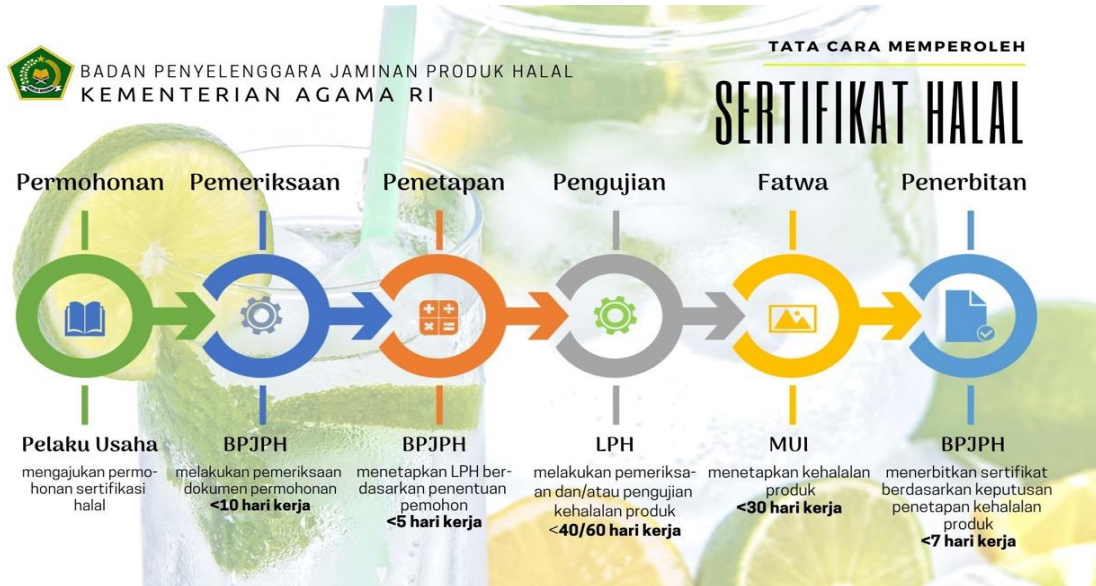 BADAN PENYELENGGARA JAMINAN PRODUK HALAL
KEMENTERIAN AGAMA RI
TATA CARA MEMPEROLEH
SERTIFIKAT HALAL
Permohonan
Pelaku Usaha
mengajukan permo-
honan sertifikasi
halal
Pemeriksaan
BPJPH
melakukan pemeriksaan
dokumen permohonan
<10 hari kerja
Penetapan
BPJPH
menetapkan LPH ber-
dasarkan penentuan
pemohon
<5 hari kerja
Pengujian
LPH
melakukan pemeriksa-
an dan/atau pengujian
kehalalan produk
<40/60 hari kerja
Fatwa
MUI
menetapkan kehalalan
produk
<30 hari kerja
Penerbitan
BPJPH
menerbitkan sertifikat
berdasarkan keputusan
penetapan kehalalan
produk
<7 hari kerja